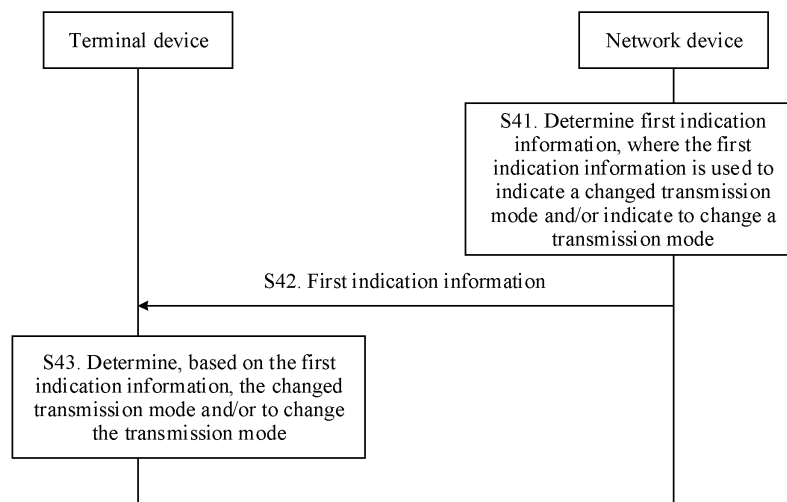 Terminal device
Network device
S41. Determine first indication
information, where the first
indication information is used to
indicate a changed transmission
mode and/or indicate to change a
transmission mode
S42. First indication information
S43. Determine, based on the first
indication information, the changed
transmission mode and/or to change
the transmission mode